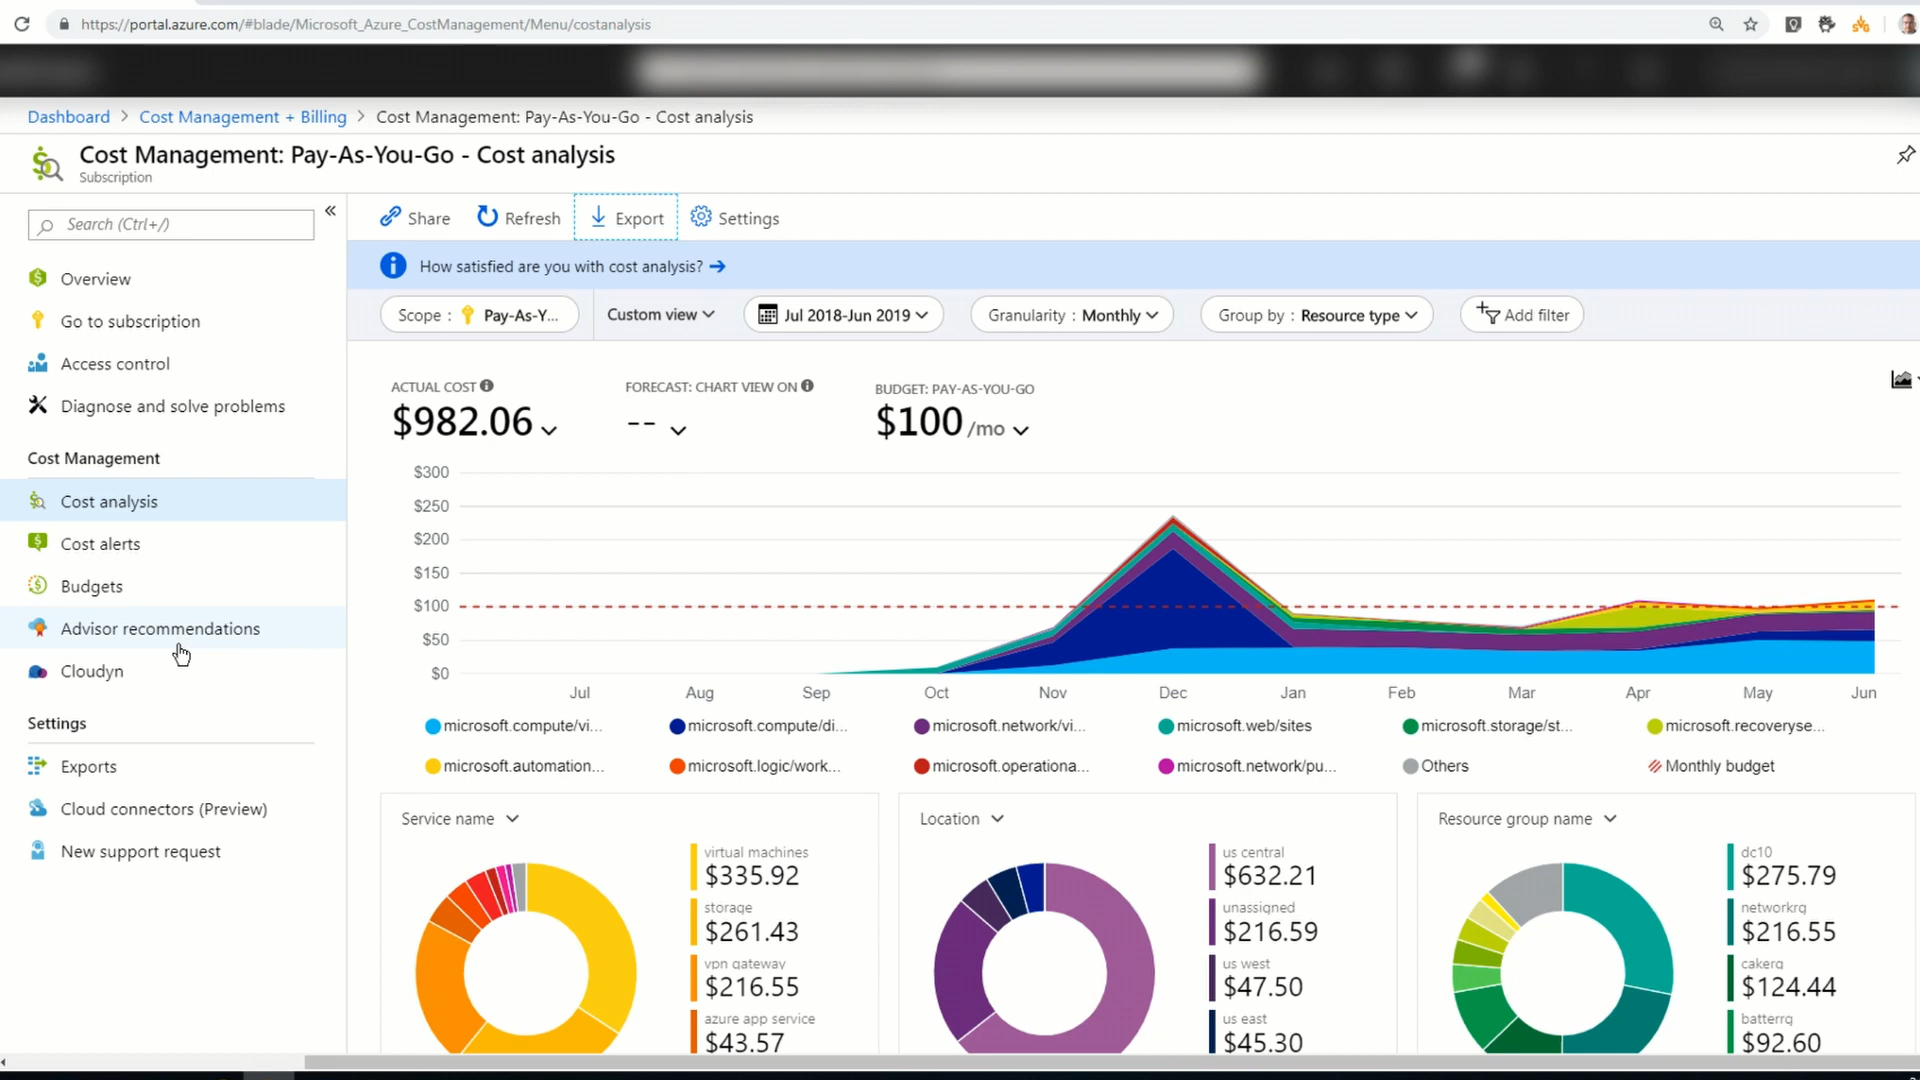 https://portal.azure.com/#blade/Microsoft_Azure_CostManagement/Menu/costanalysis
Dashboard > Cost Management + Billing > Cost Management: Pay-As-You-Go - Cost analysis
Cost Management: Pay-As-You-Go - Cost analysis
Subscription
Search (Ctrl+/)
«
Overview
Go to subscription
Access control
Diagnose and solve problems
Cost Management
Cost analysis
Cost alerts
Budgets
Advisor recommendations
Cloudyn
Settings
Exports
Cloud connectors (Preview)
New support request
Share Refresh Export Settings
How satisfied are you with cost analysis? →
Scope : Pay-As-Y... Custom view Jul 2018-Jun 2019 Granularity : Monthly Group by : Resource type Add filter
ACTUAL COST FORECAST: CHART VIEW ON BUDGET: PAY-AS-YOU-GO
$982.06 -- $100 /mo
$300
$250
$200
$150
$100
$50
$0
Jul Aug Sep Oct Nov Dec Jan Feb Mar Apr May Jun
microsoft.compute/vi... microsoft.compute/di... microsoft.network/vi... microsoft.web/sites microsoft.storage/st... microsoft.recoveryse...
microsoft.automation... microsoft.logic/work... microsoft.operationa... microsoft.network/pu... Others Monthly budget
Service name
virtual machines
$335.92
storage
$261.43
vpn gateway
$216.55
azure app service
$43.57
Location
us central
$632.21
unassigned
$216.59
us west
$47.50
us east
$45.30
Resource group name
dc10
$275.79
networkrg
$216.55
cakerg
$124.44
batterrg
$92.60